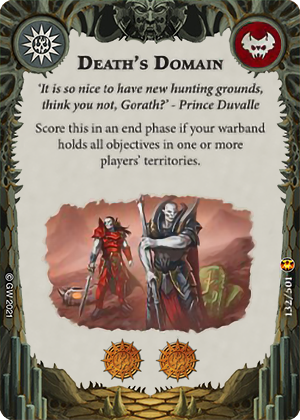 DEATH'S DOMAIN
'It is so nice to have new hunting grounds,
think you not, Gorath?' - Prince Duvalle
Score this in an end phase if your warband
holds all objectives in one or more
players' territories.
© GW 2021
132/501